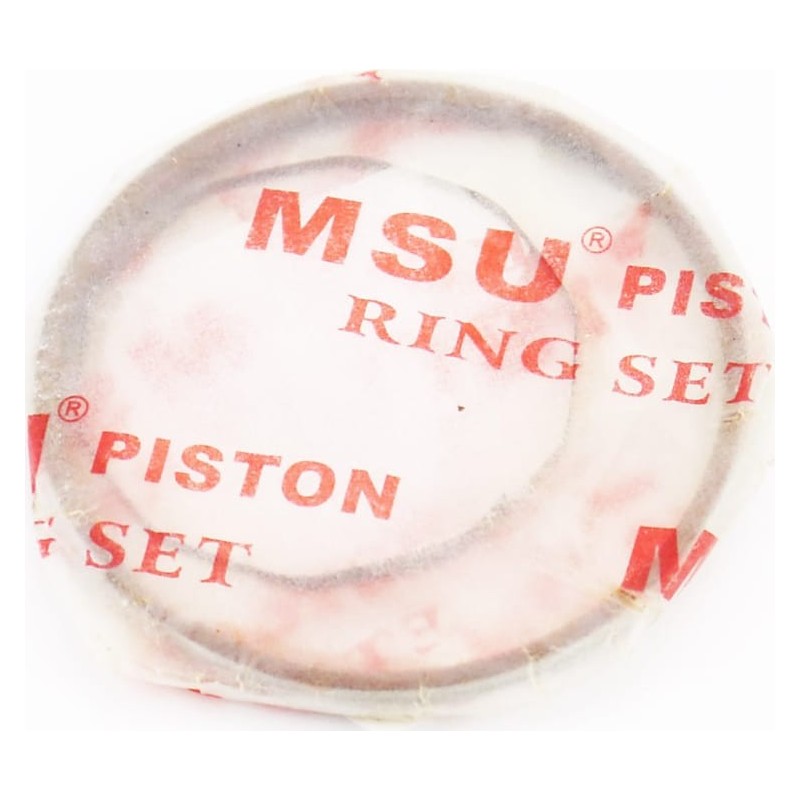 MSU® PIS
RING SET
® PISTON
SET
M